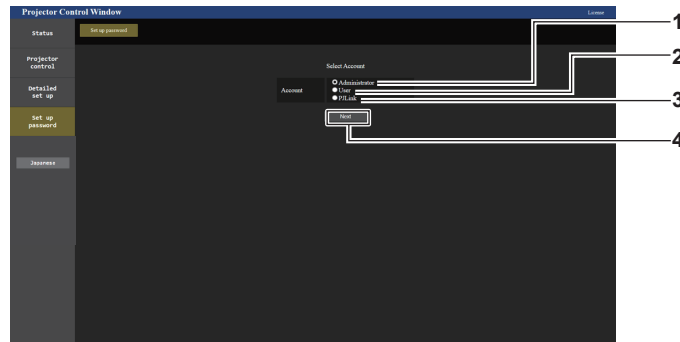 Projector Control Window
License
Status
Set up password
Projector
control
Detailed
set up
Set up
password
Japanese
Select Account
Account
Administrator
User
PJLink
Next
1
2
3
4